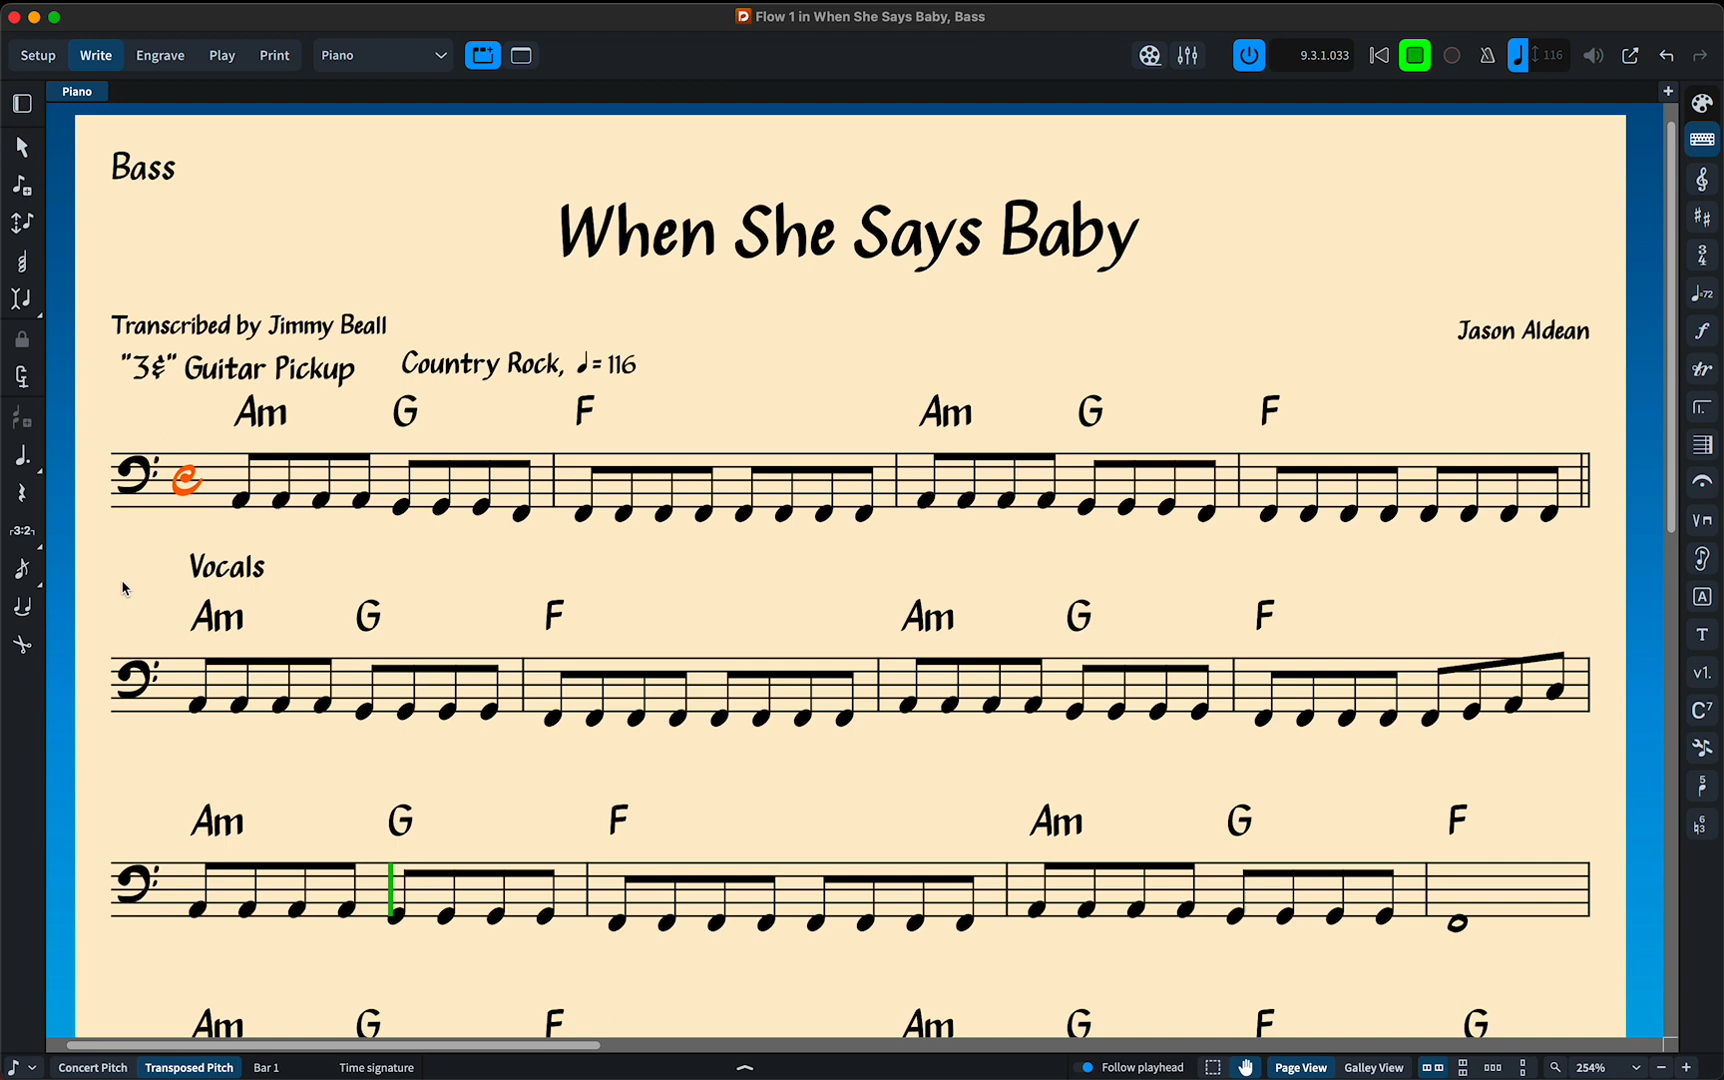 Flow 1 in When She Says Baby, Bass
Setup Write Engrave Play Print Piano 9.3.1.033 116
Piano
Bass
When She Says Baby
Transcribed by Jimmy Beall
Jason Aldean
"3&" Guitar Pickup Country Rock, ♩=116
Am G F Am G F
Vocals
Am G F Am G F
Am G F Am G F
Am G F Am G F G
Concert Pitch Transposed Pitch Bar 1 Time signature Follow playhead Page View Galley View 254%